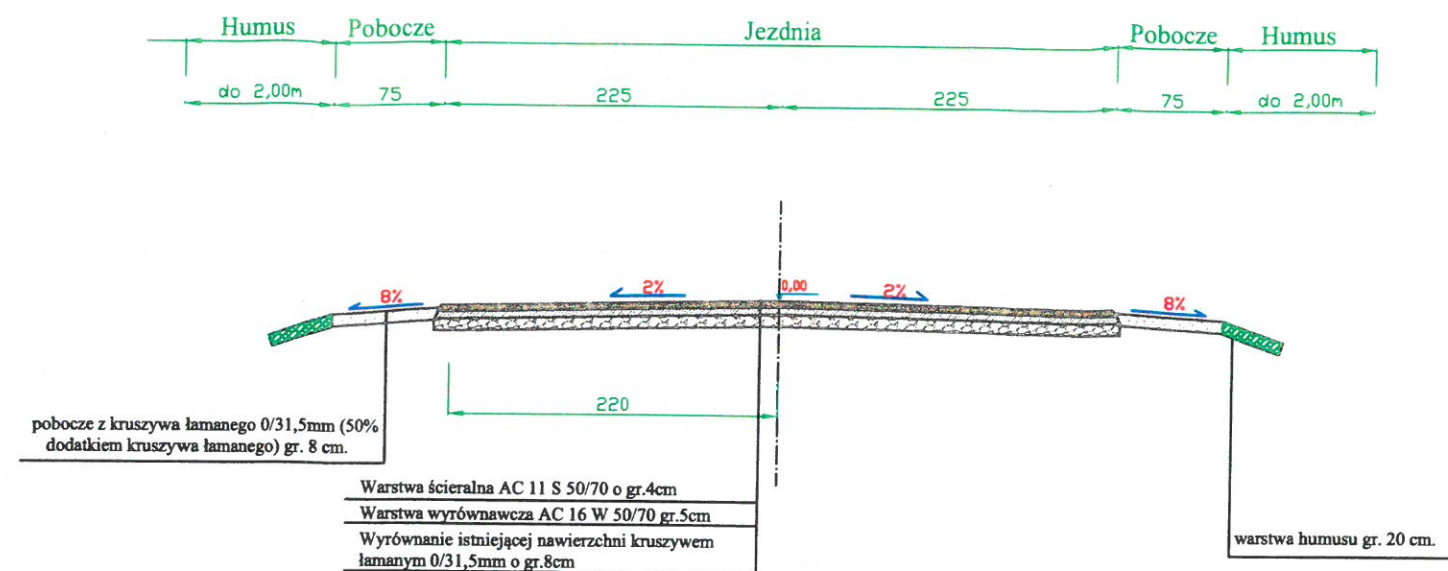 Humus Pobocze Jezdnia Pobocze Humus
do 2,00m 75 225 225 75 do 2,00m
8% 2% 0,00 2% 8%
220
pobocze z kruszywa łamanego 0/31,5mm (50%
dodatkiem kruszywa łamanego) gr. 8 cm.
Warstwa ścieralna AC 11 S 50/70 o gr.4cm
Warstwa wyrównawcza AC 16 W 50/70 gr.5cm
Wyrównanie istniejącej nawierzchni kruszywem
łamanym 0/31,5mm o gr.8cm
warstwa humusu gr. 20 cm.